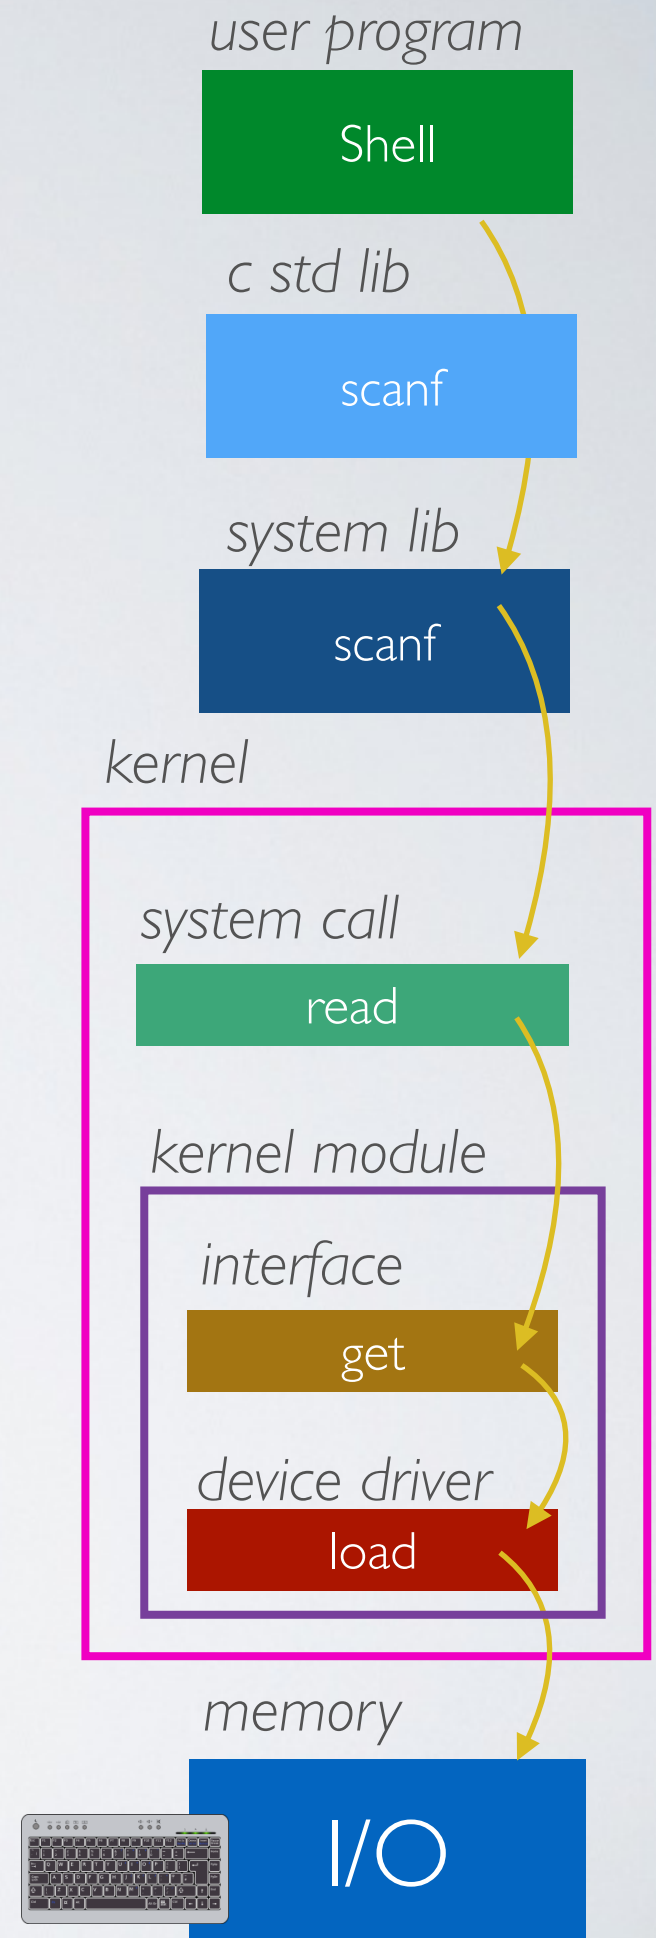 user program
Shell
c std lib
scanf
system lib
scanf
kernel
system call
read
kernel module
interface
get
device driver
load
memory
I/O